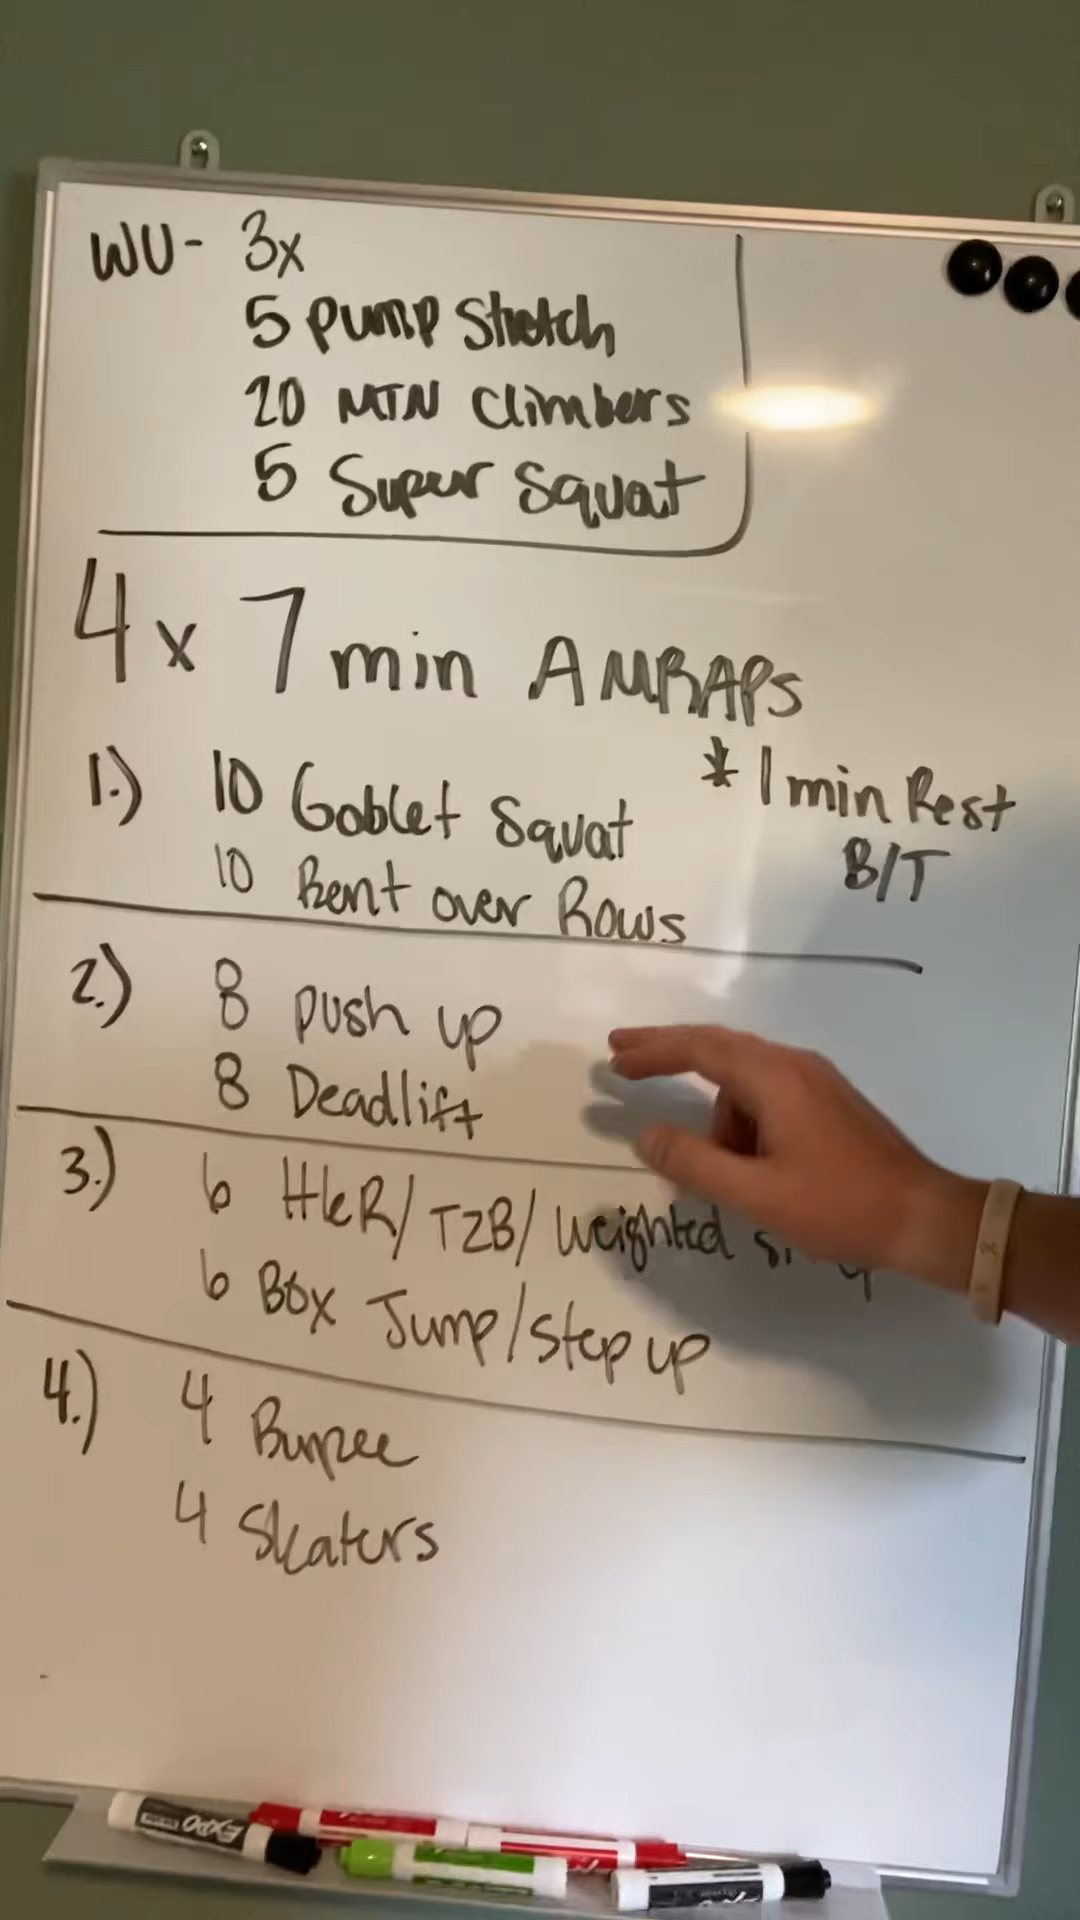 WU- 3x
5 Pump Stretch
20 MTN Climbers
5 Super Squat
4 x 7 min AMRAPS
* 1 min Rest
B/T
1.) 10 Goblet Squat
10 Bent over Rows
2.) 8 push up
8 Deadlift
3.) 6 HkR/T2B/Weighted
6 Box Jump/Step up
4.) 4 Burpee
4 Skaters
EXPO